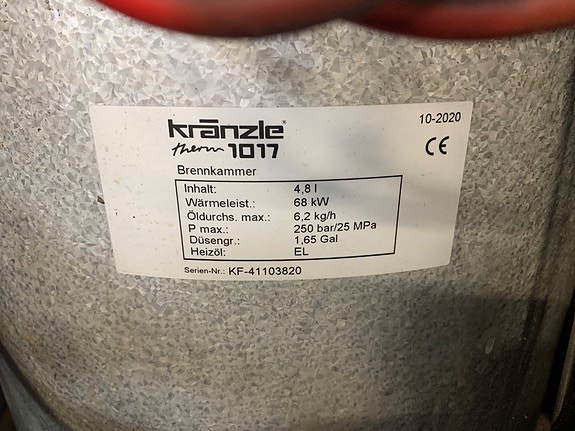 10-2020
kränzle®
therm 1017
CE
Brennkammer
Inhalt: 4,8 l
Wärmeleist.: 68 kW
Öldurchs. max.: 6,2 kg/h
P max.: 250 bar/25 MPa
Düsengr.: 1,65 Gal
Heizöl: EL
Serien-Nr.: KF-41103820